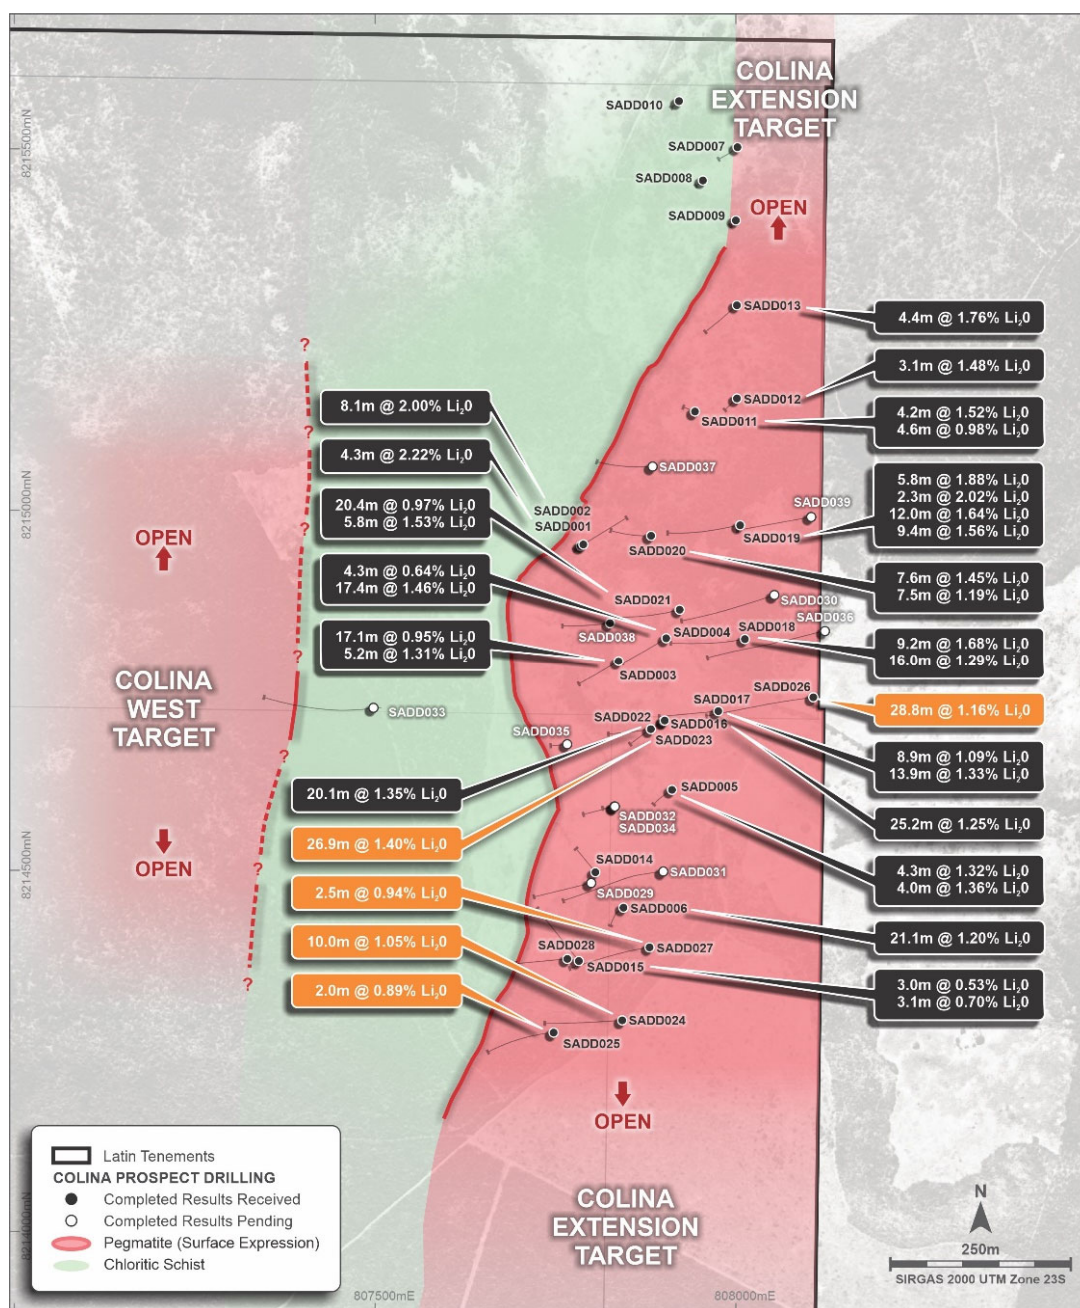 COLINA
EXTENSION
TARGET
SADD010
SADD007
SADD008
SADD009
OPEN
8215500mN
SADD013
4.4m @ 1.76% Li₂0
3.1m @ 1.48% Li₂0
SADD012
SADD011
4.2m @ 1.52% Li₂0
4.6m @ 0.98% Li₂0
?
?
?
?
?
?
?
8.1m @ 2.00% Li₂0
4.3m @ 2.22% Li₂0
20.4m @ 0.97% Li₂0
5.8m @ 1.53% Li₂0
4.3m @ 0.64% Li₂0
17.4m @ 1.46% Li₂0
17.1m @ 0.95% Li₂0
5.2m @ 1.31% Li₂0
SADD037
SADD002
SADD001
SADD039
SADD019
SADD020
5.8m @ 1.88% Li₂0
2.3m @ 2.02% Li₂0
12.0m @ 1.64% Li₂0
9.4m @ 1.56% Li₂0
8215000mN
OPEN
7.6m @ 1.45% Li₂0
7.5m @ 1.19% Li₂0
SADD021
SADD030
SADD036
SADD038
SADD004
SADD018
SADD003
9.2m @ 1.68% Li₂0
16.0m @ 1.29% Li₂0
COLINA
WEST
TARGET
SADD033
SADD026
SADD017
SADD022
SADD016
SADD023
SADD035
28.8m @ 1.16% Li₂0
8.9m @ 1.09% Li₂0
13.9m @ 1.33% Li₂0
20.1m @ 1.35% Li₂0
SADD005
SADD032
SADD034
25.2m @ 1.25% Li₂0
26.9m @ 1.40% Li₂0
OPEN
8214500mN
SADD014
SADD031
SADD029
SADD006
4.3m @ 1.32% Li₂0
4.0m @ 1.36% Li₂0
2.5m @ 0.94% Li₂0
21.1m @ 1.20% Li₂0
10.0m @ 1.05% Li₂0
SADD028
SADD027
SADD015
3.0m @ 0.53% Li₂0
3.1m @ 0.70% Li₂0
2.0m @ 0.89% Li₂0
SADD024
SADD025
OPEN
COLINA
EXTENSION
TARGET
Latin Tenements
COLINA PROSPECT DRILLING
Completed Results Received
Completed Results Pending
Pegmatite (Surface Expression)
Chloritic Schist
N
250m
SIRGAS 2000 UTM Zone 23S
807500mE
808000mE